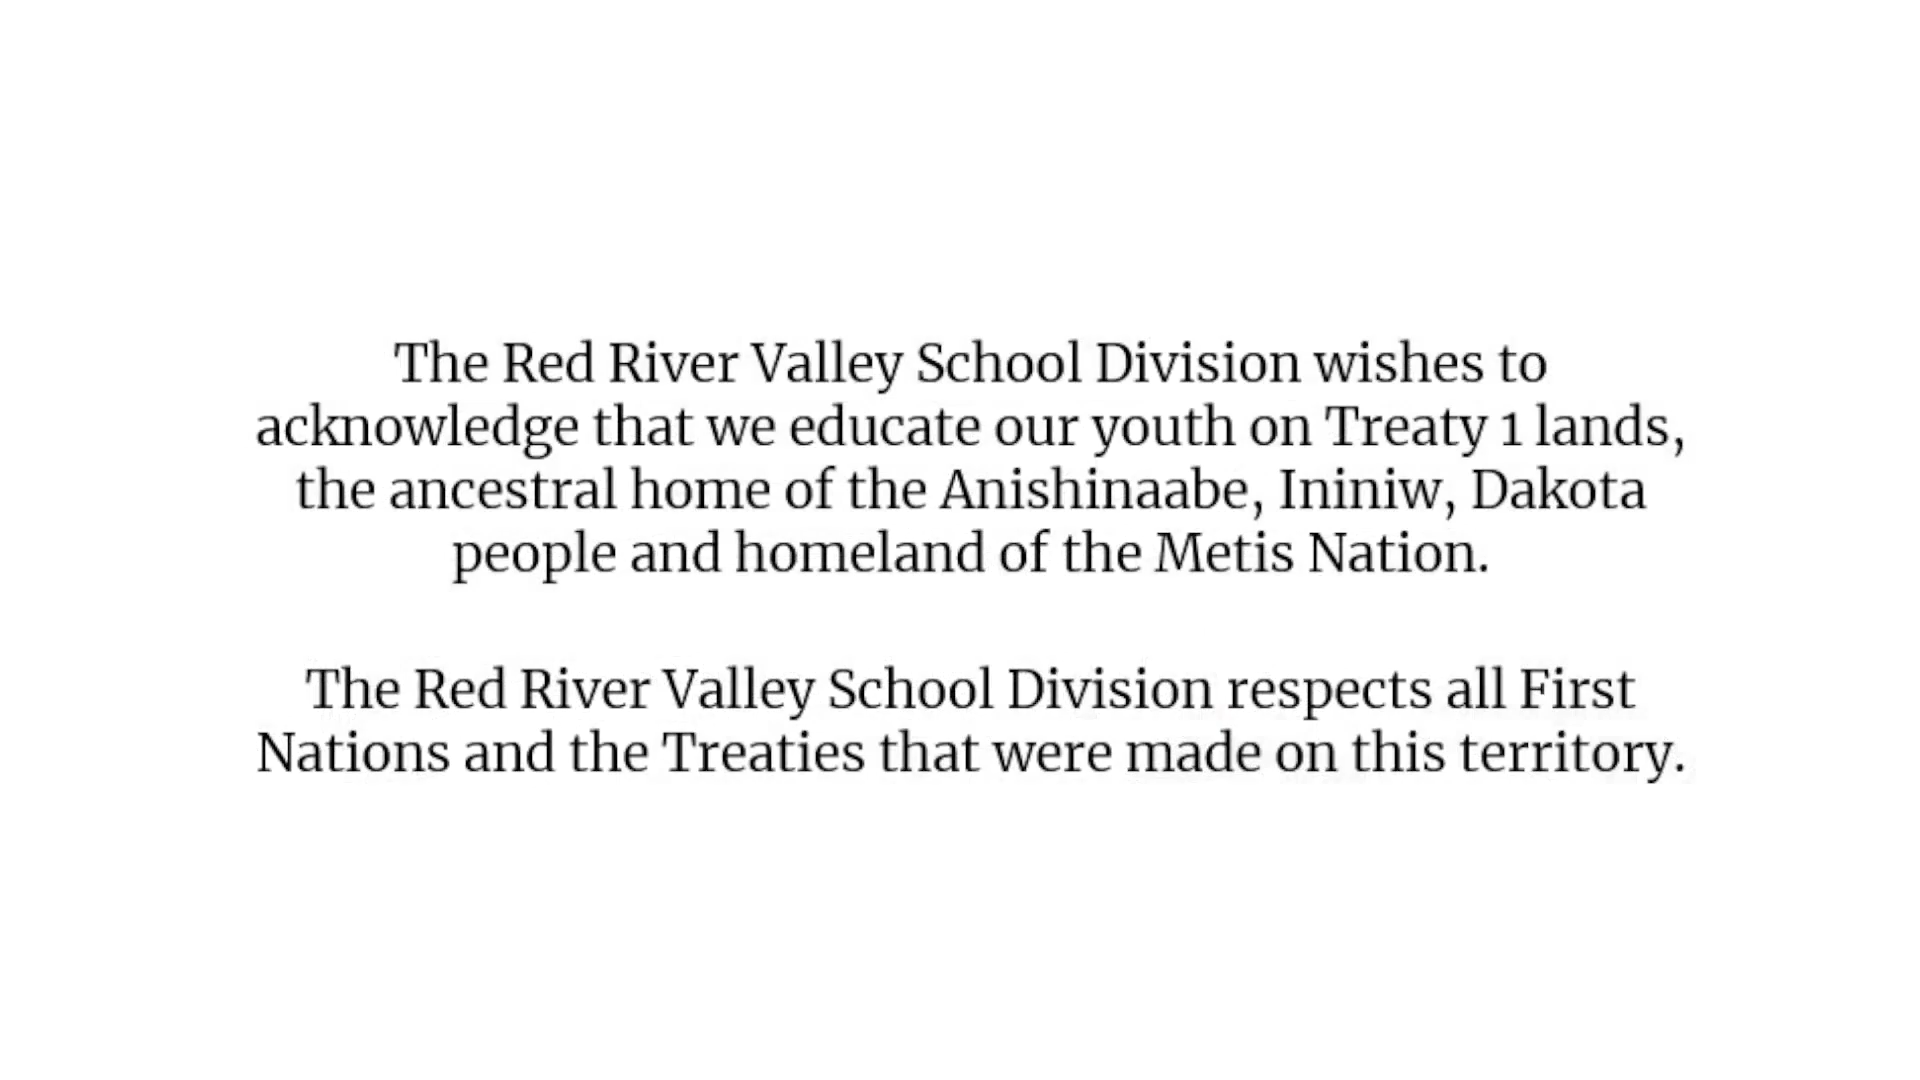 The Red River Valley School Division wishes to
acknowledge that we educate our youth on Treaty 1 lands,
the ancestral home of the Anishinaabe, Ininiw, Dakota
people and homeland of the Metis Nation.
The Red River Valley School Division respects all First
Nations and the Treaties that were made on this territory.